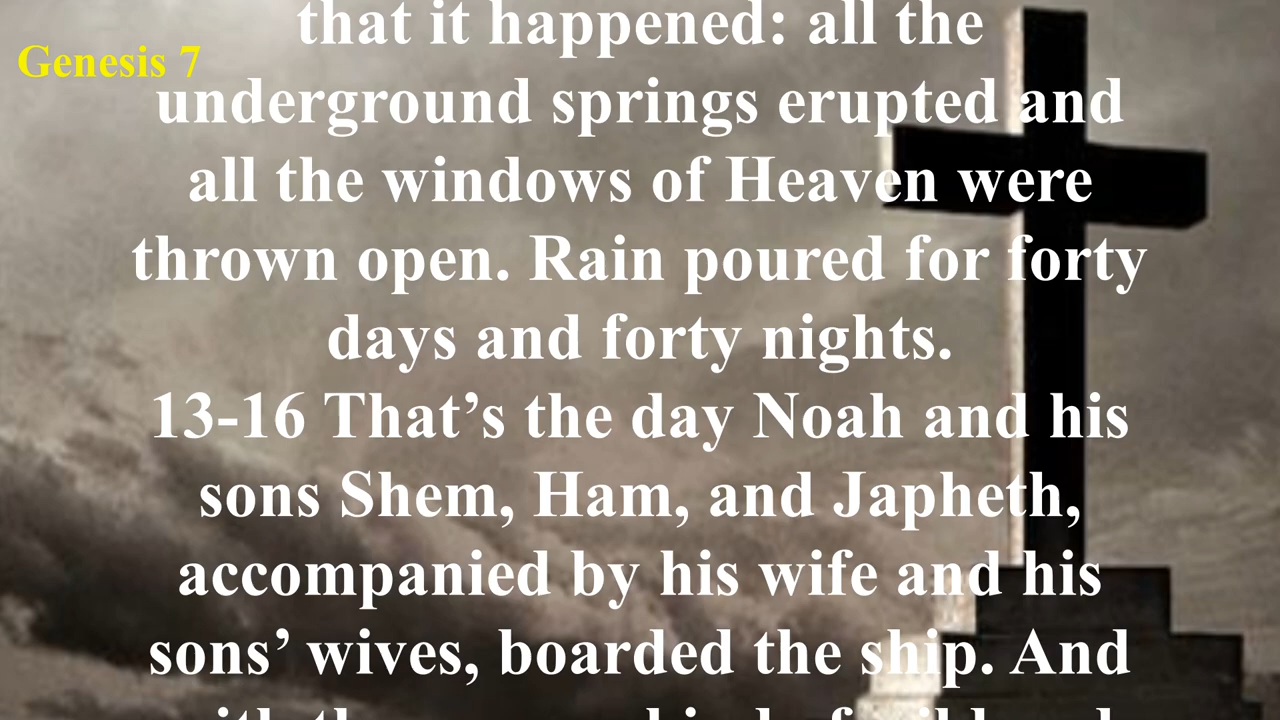 that it happened: all the
Genesis 7
underground springs erupted and
all the windows of Heaven were
thrown open. Rain poured for forty
days and forty nights.
13-16 That’s the day Noah and his
sons Shem, Ham, and Japheth,
accompanied by his wife and his
sons’ wives, boarded the ship. And